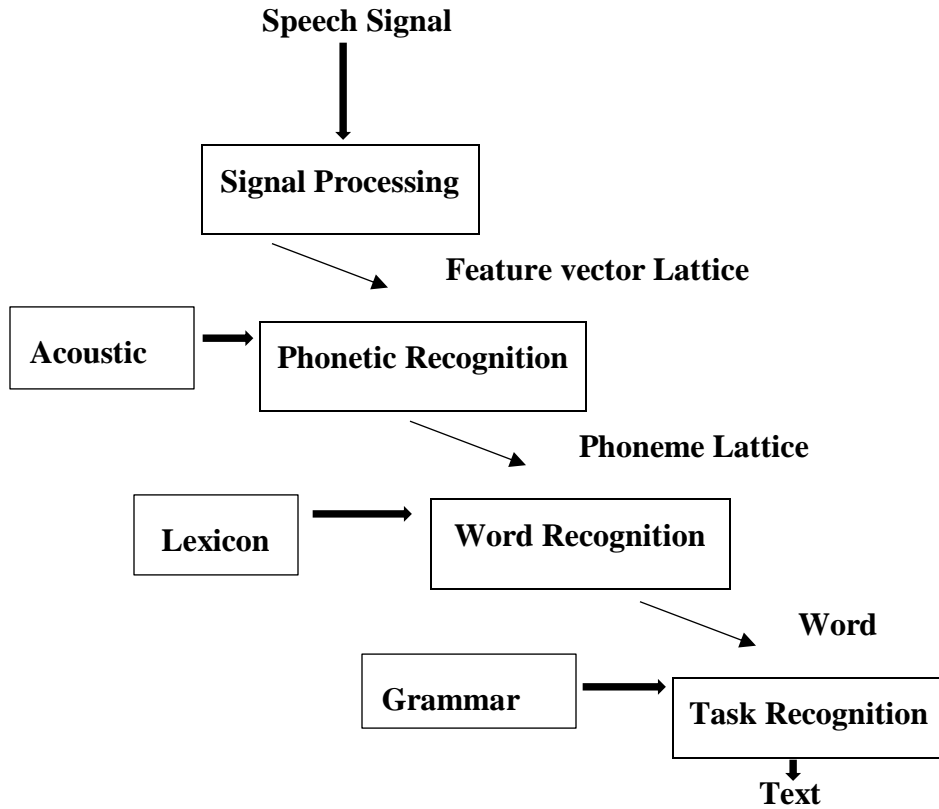 Speech Signal
Signal Processing
Feature vector Lattice
Acoustic
Phonetic Recognition
Phoneme Lattice
Lexicon
Word Recognition
Word
Grammar
Task Recognition
Text